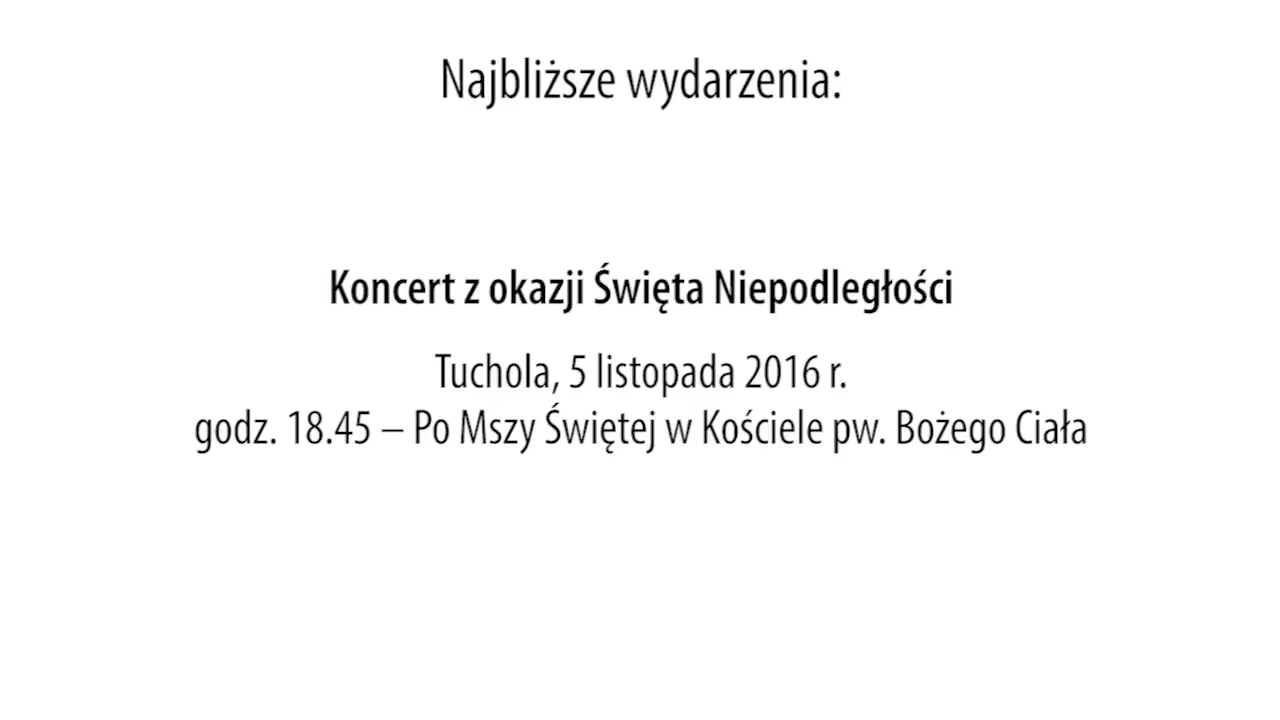 Najbliższe wydarzenia:
Koncert z okazji Święta Niepodległości
Tuchola, 5 listopada 2016 r.
godz. 18.45 – Po Mszy Świętej w Kościele pw. Bożego Ciała